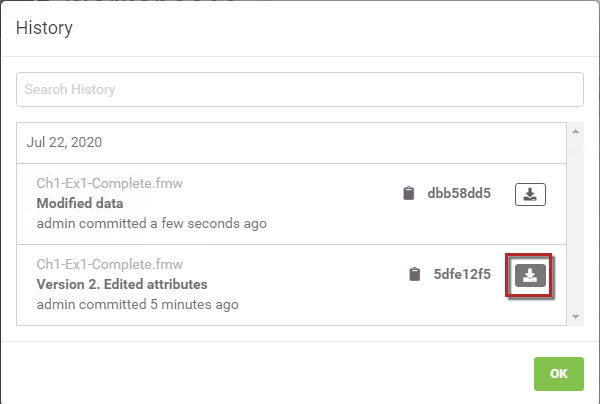 History
Search History
Jul 22, 2020
Ch1-Ex1-Complete.fmw
Modified data
admin committed a few seconds ago
dbb58dd5
Ch1-Ex1-Complete.fmw
Version 2. Edited attributes
admin committed 5 minutes ago
5dfe12f5
OK